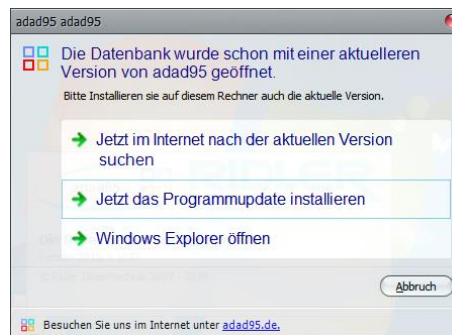 adad95 adad95
Die Datenbank wurde schon mit einer aktuelleren
Version von adad95 geöffnet.
Bitte Installieren sie auf diesem Rechner auch die aktuelle Version.
Jetzt im Internet nach der aktuellen Version
suchen
Jetzt das Programmupdate installieren
Windows Explorer öffnen
Abbruch
Besuchen Sie uns im Internet unter adad95.de.